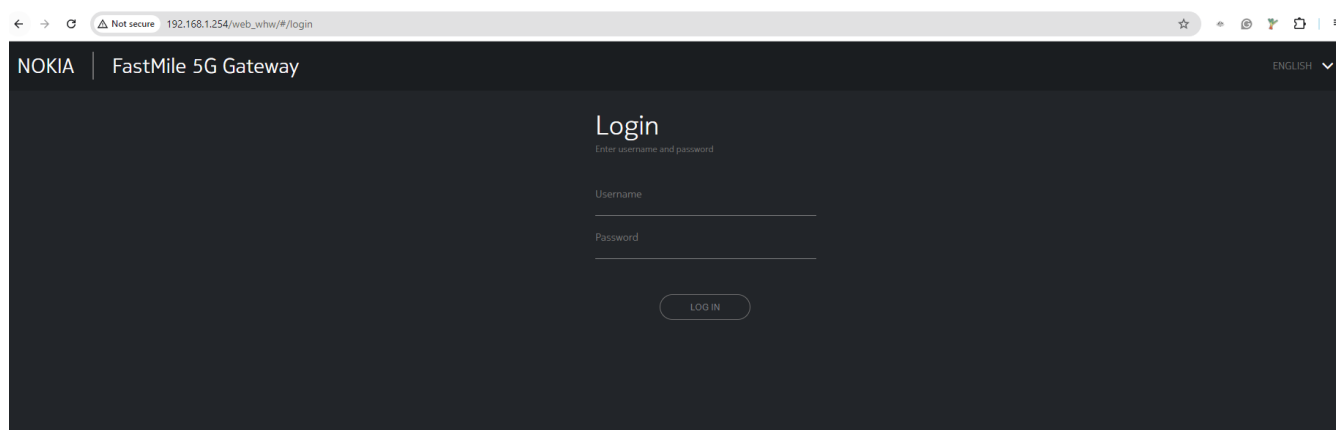 Not secure 192.168.1.254/web_whw/#/login
NOKIA FastMile 5G Gateway ENGLISH
Login
Enter username and password
Username
Password
LOG IN